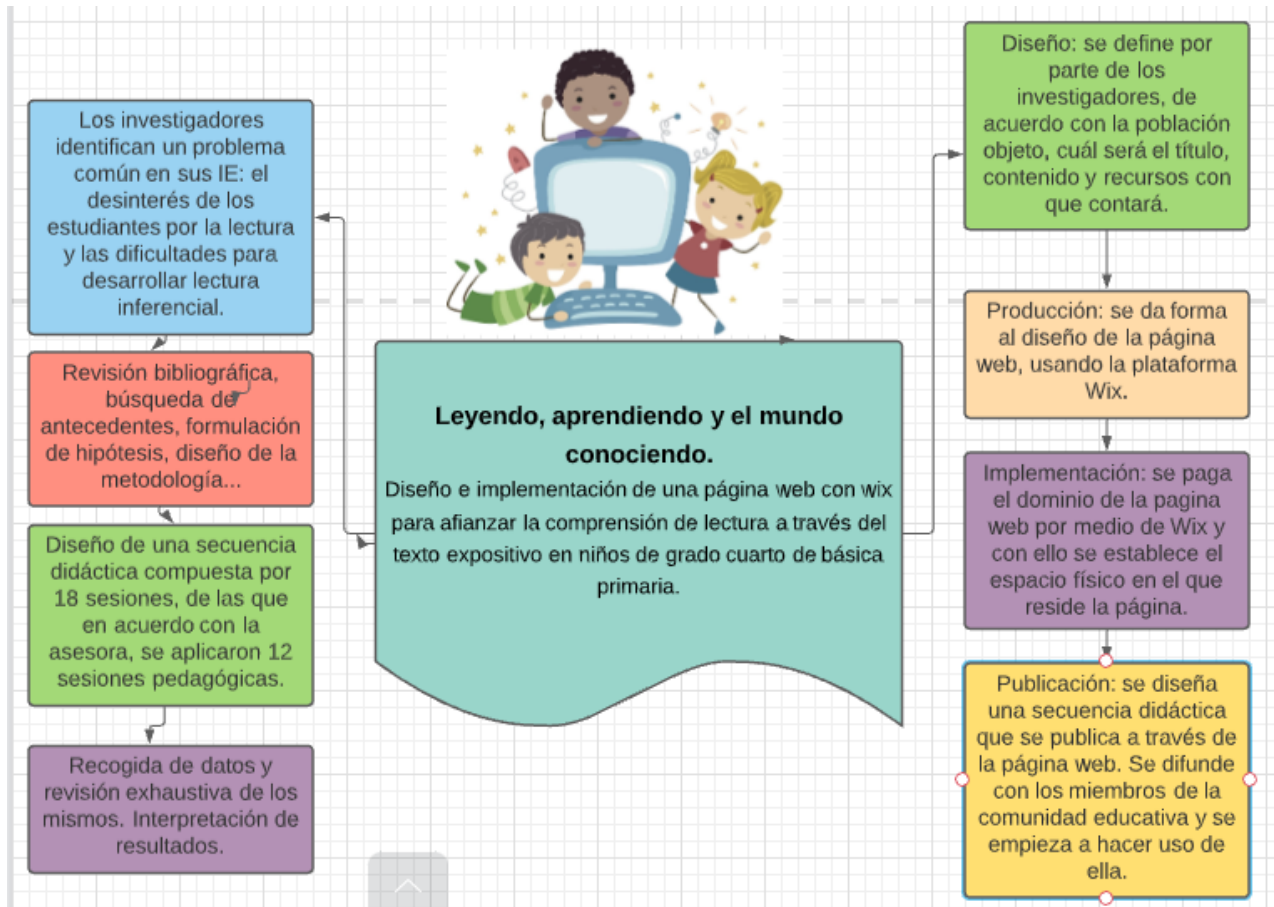 Los investigadores
identifican un problema
común en sus IE: el
desinterés de los
estudiantes por la lectura
y las dificultades para
desarrollar lectura
inferencial.
Revisión bibliográfica,
búsqueda de
antecedentes, formulación
de hipótesis, diseño de la
metodología...
Diseño de una secuencia
didáctica compuesta por
18 sesiones, de las que
en acuerdo con la
asesora, se aplicaron 12
sesiones pedagógicas.
Recogida de datos y
revisión exhaustiva de los
mismos. Interpretación de
resultados.
Leyendo, aprendiendo y el mundo
conociendo.
Diseño e implementación de una página web con wix
para afianzar la comprensión de lectura a través del
texto expositivo en niños de grado cuarto de básica
primaria.
Diseño: se define por
parte de los
investigadores, de
acuerdo con la población
objeto, cuál será el título,
contenido y recursos con
que contará.
Producción: se da forma
al diseño de la página
web, usando la plataforma
Wix.
Implementación: se paga
el dominio de la pagina
web por medio de Wix y
con ello se establece el
espacio físico en el que
reside la página.
Publicación: se diseña
una secuencia didáctica
que se publica a través de
la página web. Se difunde
con los miembros de la
comunidad educativa y se
empieza a hacer uso de
ella.